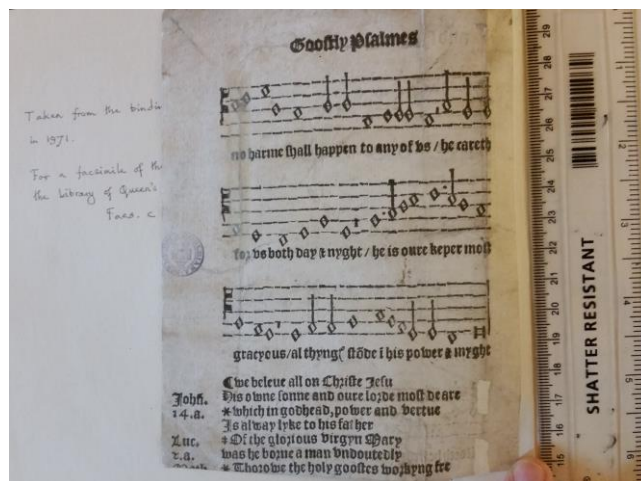 Goostly Psalmes
Taken from the bindi
in 1971.
For a facsimile of th
the Library of Queen's
Facs. c
no harme shall happen to any of vs / he careth
for vs both day & nyght / he is oure keper most
gracyous/al thyng stōde ī his power & myght
we beleue all on Christe Jesu
John. His owne sonne and oure lorde most deare
14.a. * which in godhead, power and vertue
Is alway lyke to his father
Luc. * Of the glorious virgyn Mary
2.a. was he borne a man vndoutedly
* Thorowe the holy goostes workyng fre
SHATTER RESISTANT